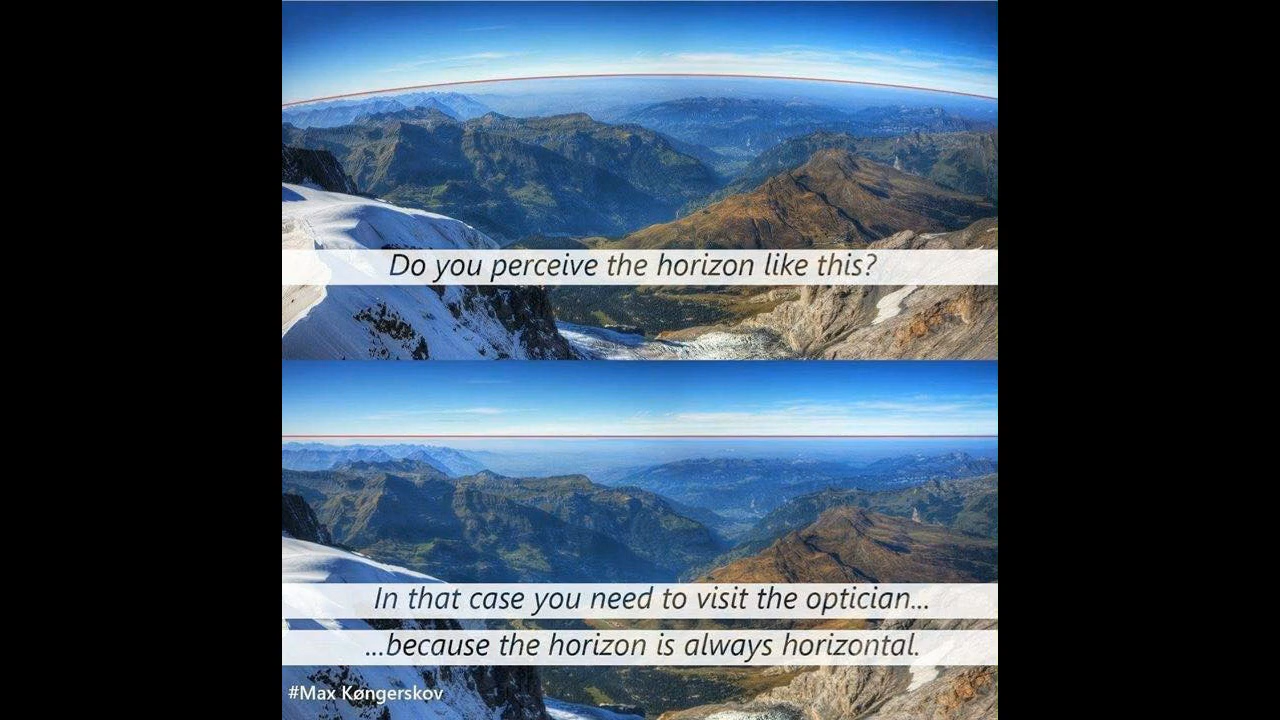 Do you perceive the horizon like this?
In that case you need to visit the optician...
...because the horizon is always horizontal.
#Max Køngerskov